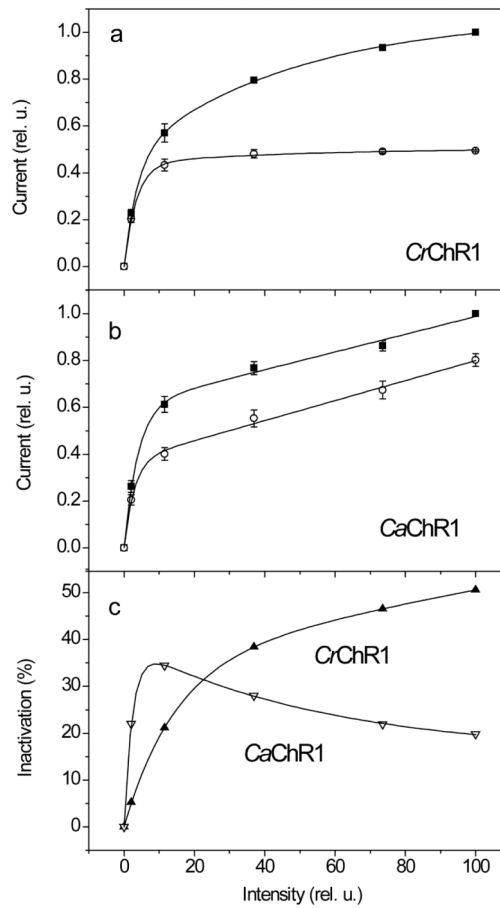 a
1.0
0.8
0.6
0.4
0.2
0.0
Current (rel. u.)
CrChR1
b
1.0
0.8
0.6
0.4
0.2
0.0
Current (rel. u.)
CaChR1
c
50
40
30
20
10
0
Inactivation (%)
CrChR1
CaChR1
0 20 40 60 80 100
Intensity (rel. u.)